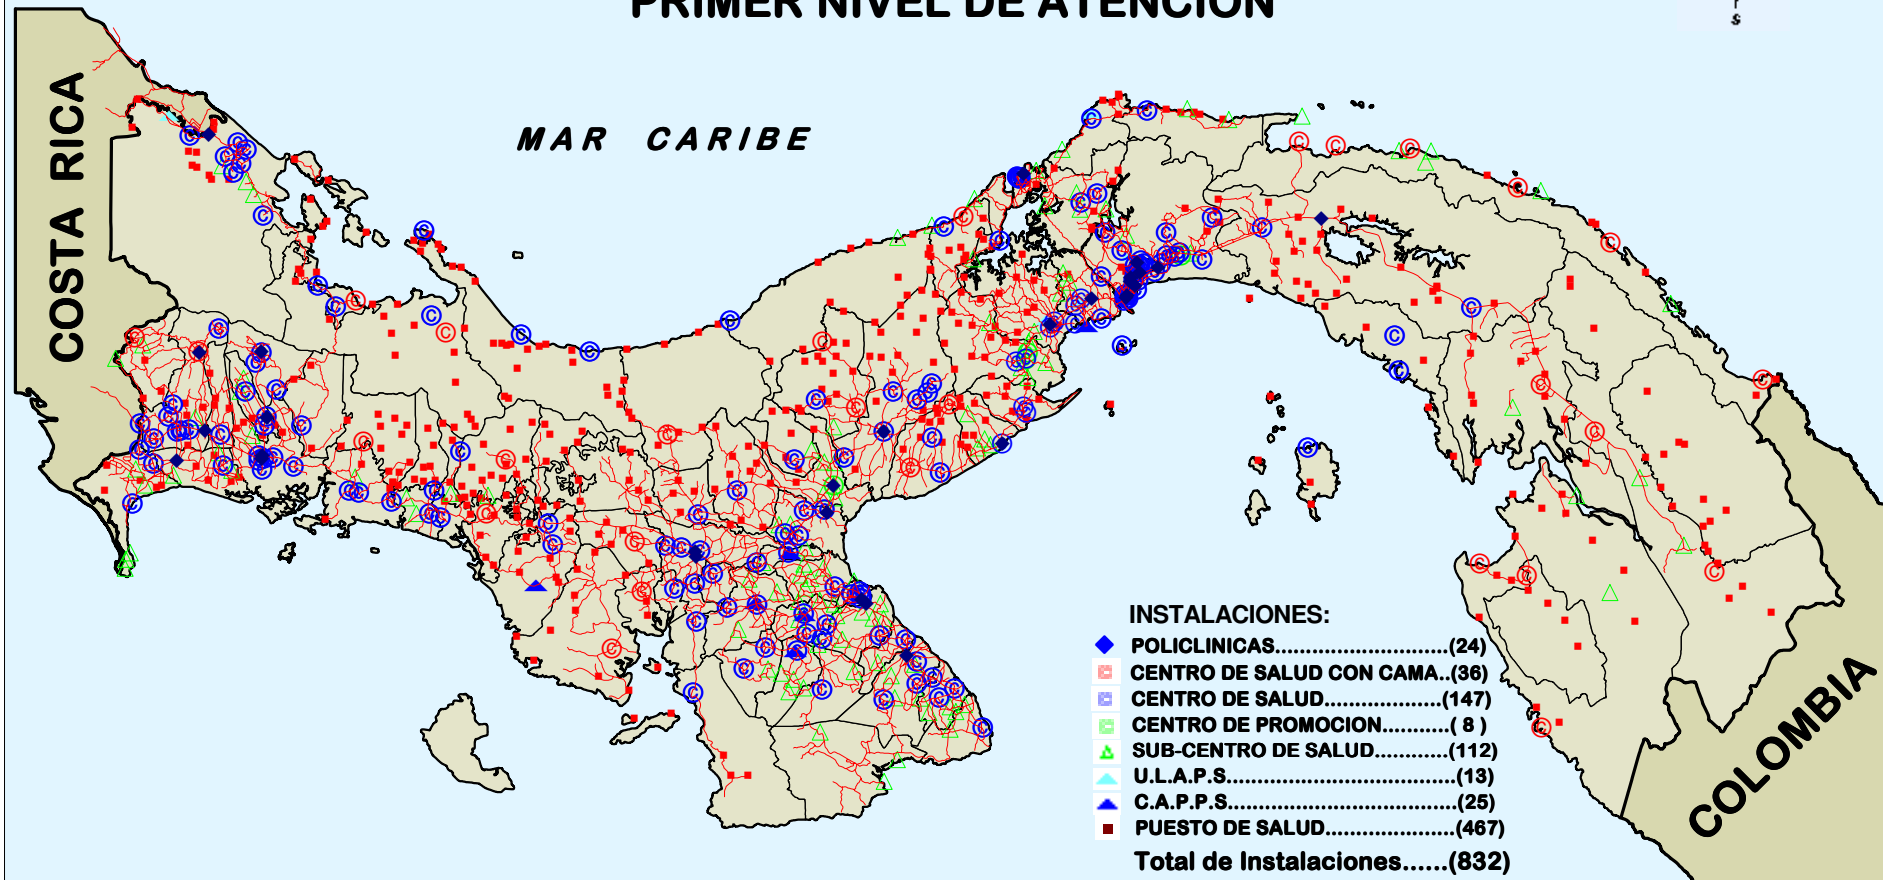 PRIMER NIVEL DE ATENCION
r
s
COSTA RICA
MAR CARIBE
INSTALACIONES:
POLICLINICAS...........................(24)
CENTRO DE SALUD CON CAMA..(36)
CENTRO DE SALUD...................(147)
CENTRO DE PROMOCION...........( 8 )
SUB-CENTRO DE SALUD............(112)
U.L.A.P.S......................................(13)
C.A.P.P.S......................................(25)
PUESTO DE SALUD.....................(467)
Total de Instalaciones......(832)
COLOMBIA